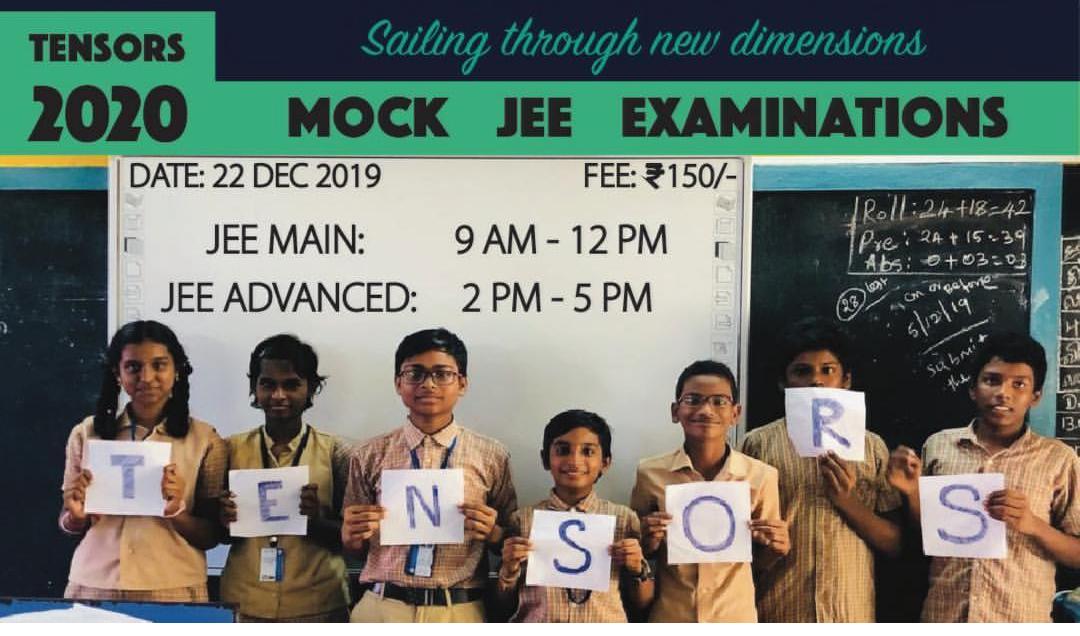 TENSORS
2020
Sailing through new dimensions
MOCK JEE EXAMINATIONS
DATE: 22 DEC 2019 FEE: ₹150/-
JEE MAIN: 9 AM - 12 PM
JEE ADVANCED: 2 PM - 5 PM
Roll: 24+18=42
Pre: 24+15=39
Abs: 0+03=03
5/12/19
submit
T E N S O R S